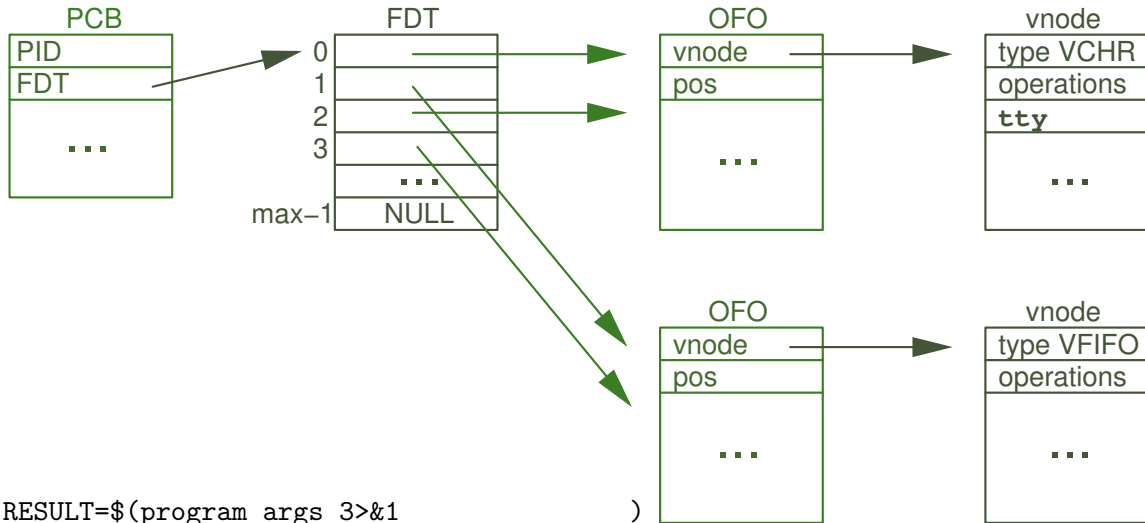 PCB
FDT
OFO
vnode
PID
FDT
...
0
1
2
3
...
max−1 NULL
vnode
pos
...
type VCHR
operations
tty
...
OFO
vnode
vnode
pos
...
type VFIFO
operations
...
RESULT=$(program args 3>&1 )